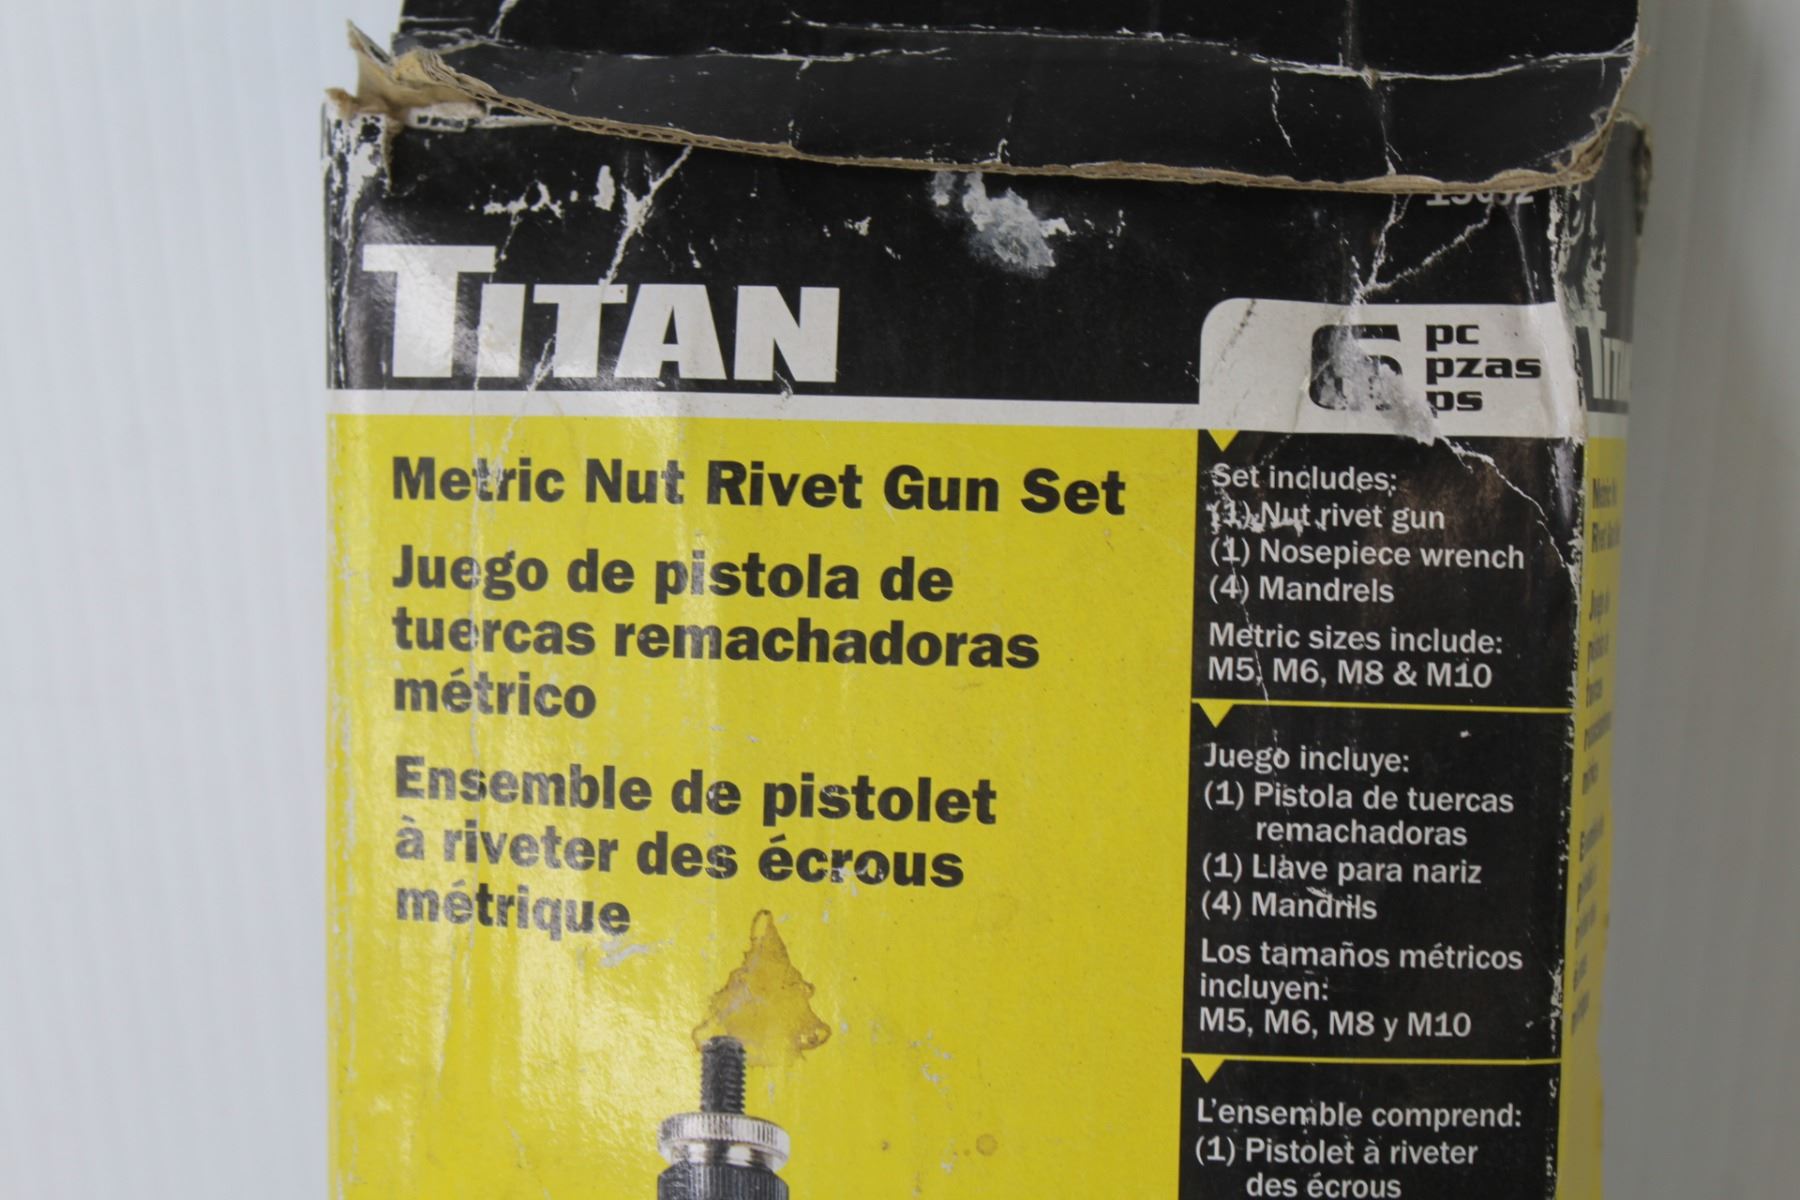 TITAN
pc
pzas
ps
Metric Nut Rivet Gun Set
Juego de pistola de
tuercas remachadoras
métrico
Ensemble de pistolet
à riveter des écrous
métrique
Set includes:
(1) Nut rivet gun
(1) Nosepiece wrench
(4) Mandrels
Metric sizes include:
M5, M6, M8 & M10
Juego incluye:
(1) Pistola de tuercas
remachadoras
(1) Llave para nariz
(4) Mandrils
Los tamaños métricos
incluyen:
M5, M6, M8 y M10
L'ensemble comprend:
(1) Pistolet à riveter
des écrous